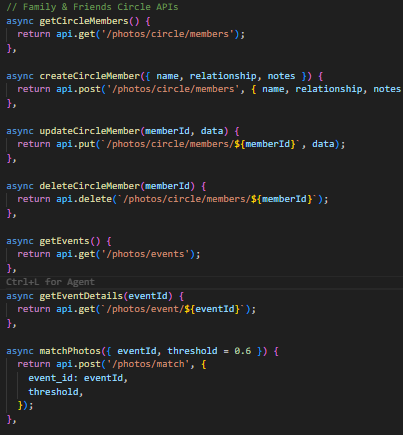 // Family & Friends Circle APIs
async getCircleMembers() {
  return api.get('/photos/circle/members');
},

async createCircleMember({ name, relationship, notes }) {
  return api.post('/photos/circle/members', { name, relationship, notes
},

async updateCircleMember(memberId, data) {
  return api.put(`/photos/circle/members/${memberId}`, data);
},

async deleteCircleMember(memberId) {
  return api.delete(`/photos/circle/members/${memberId}`);
},

async getEvents() {
  return api.get('/photos/events');
},
Ctrl+L for Agent
async getEventDetails(eventId) {
  return api.get(`/photos/event/${eventId}`);
},

async matchPhotos({ eventId, threshold = 0.6 }) {
  return api.post('/photos/match', {
    event_id: eventId,
    threshold,
  });
},